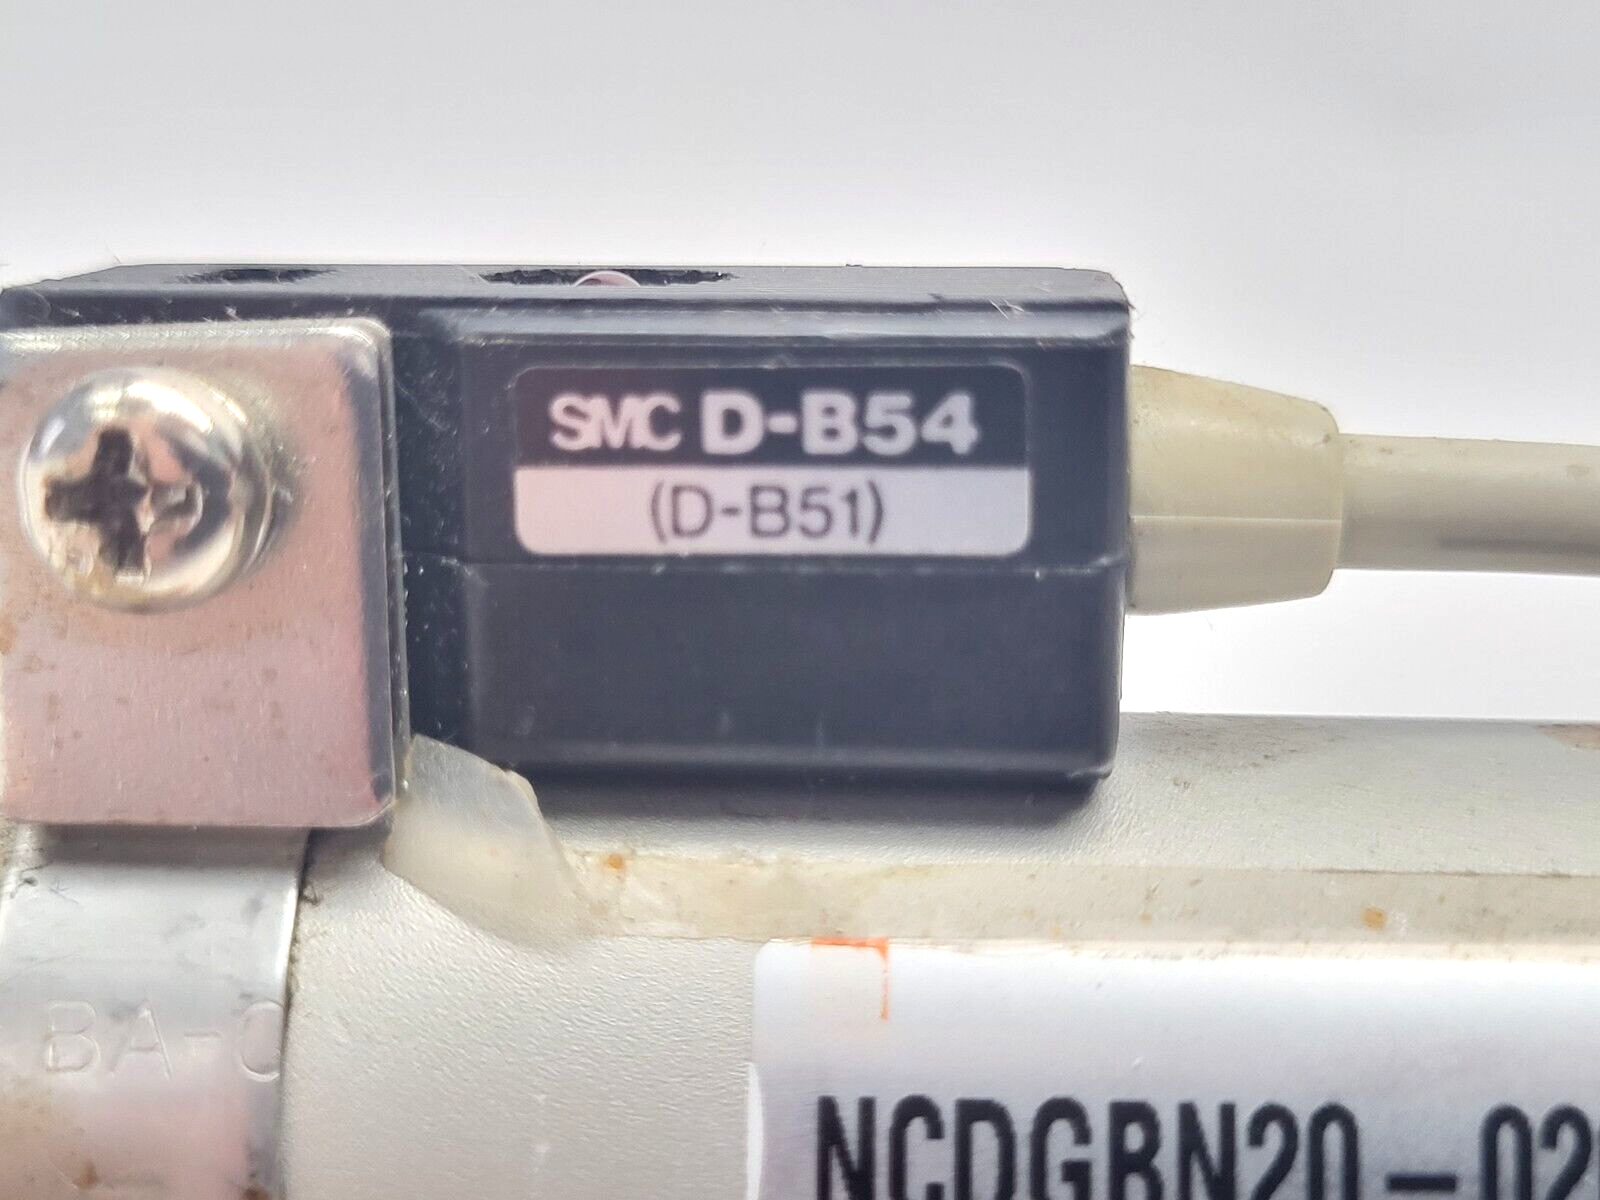 SMC D-B54
(D-B51)
BA-
NCDGBN20-02